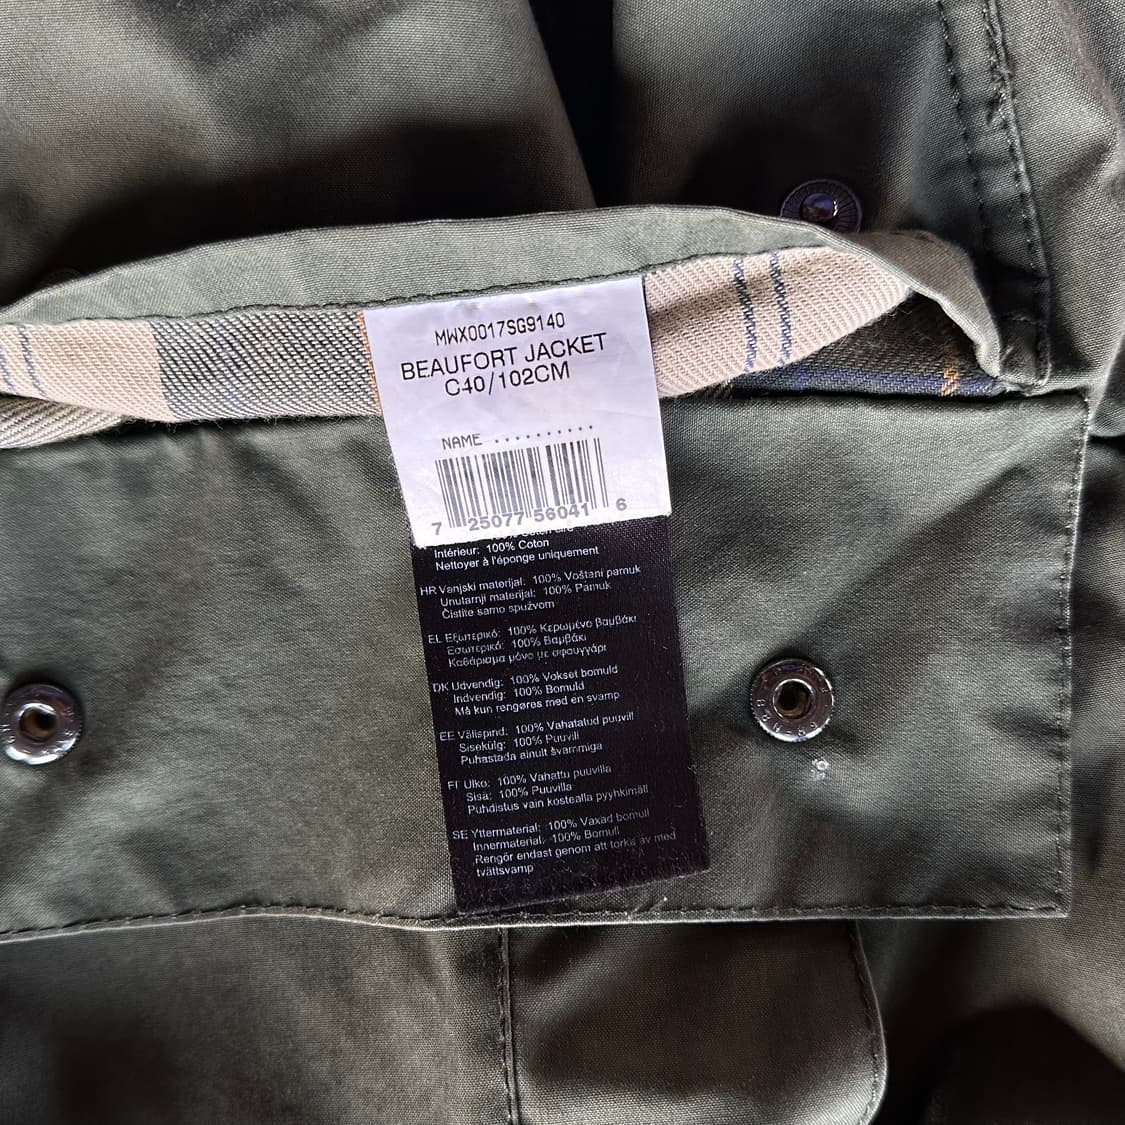 MWX0017SG9140
BEAUFORT JACKET
C40/102CM
NAME ..........
7 25077 56041 6
Intérieur: 100% Coton
Nettoyer à l'éponge uniquement
HR Vanjski materijal: 100% Voštani pamuk
Unutarnji materijal: 100% Pamuk
Čistite samo spužvom
EL Εξωτερικό: 100% Κερωμένο βαμβάκι
Εσωτερικό: 100% Βαμβάκι
Καθάρισμα μόνο με σφουγγάρι
DK Udvendig: 100% Vokset bomuld
Indvendig: 100% Bomuld
Må kun rengøres med en svamp
EE Välispind: 100% Vahatatud puuvill
Sisekülg: 100% Puuvill
Puhastada ainult švammiga
FI Ulko: 100% Vahattu puuvilla
Sisä: 100% Puuvilla
Puhdistus vain kostealla pyyhkimäll
SE Yttermaterial: 100% Vaxad bomull
Innermaterial: 100% Bomull
Rengör endast genom att torka av med
tvättsvamp